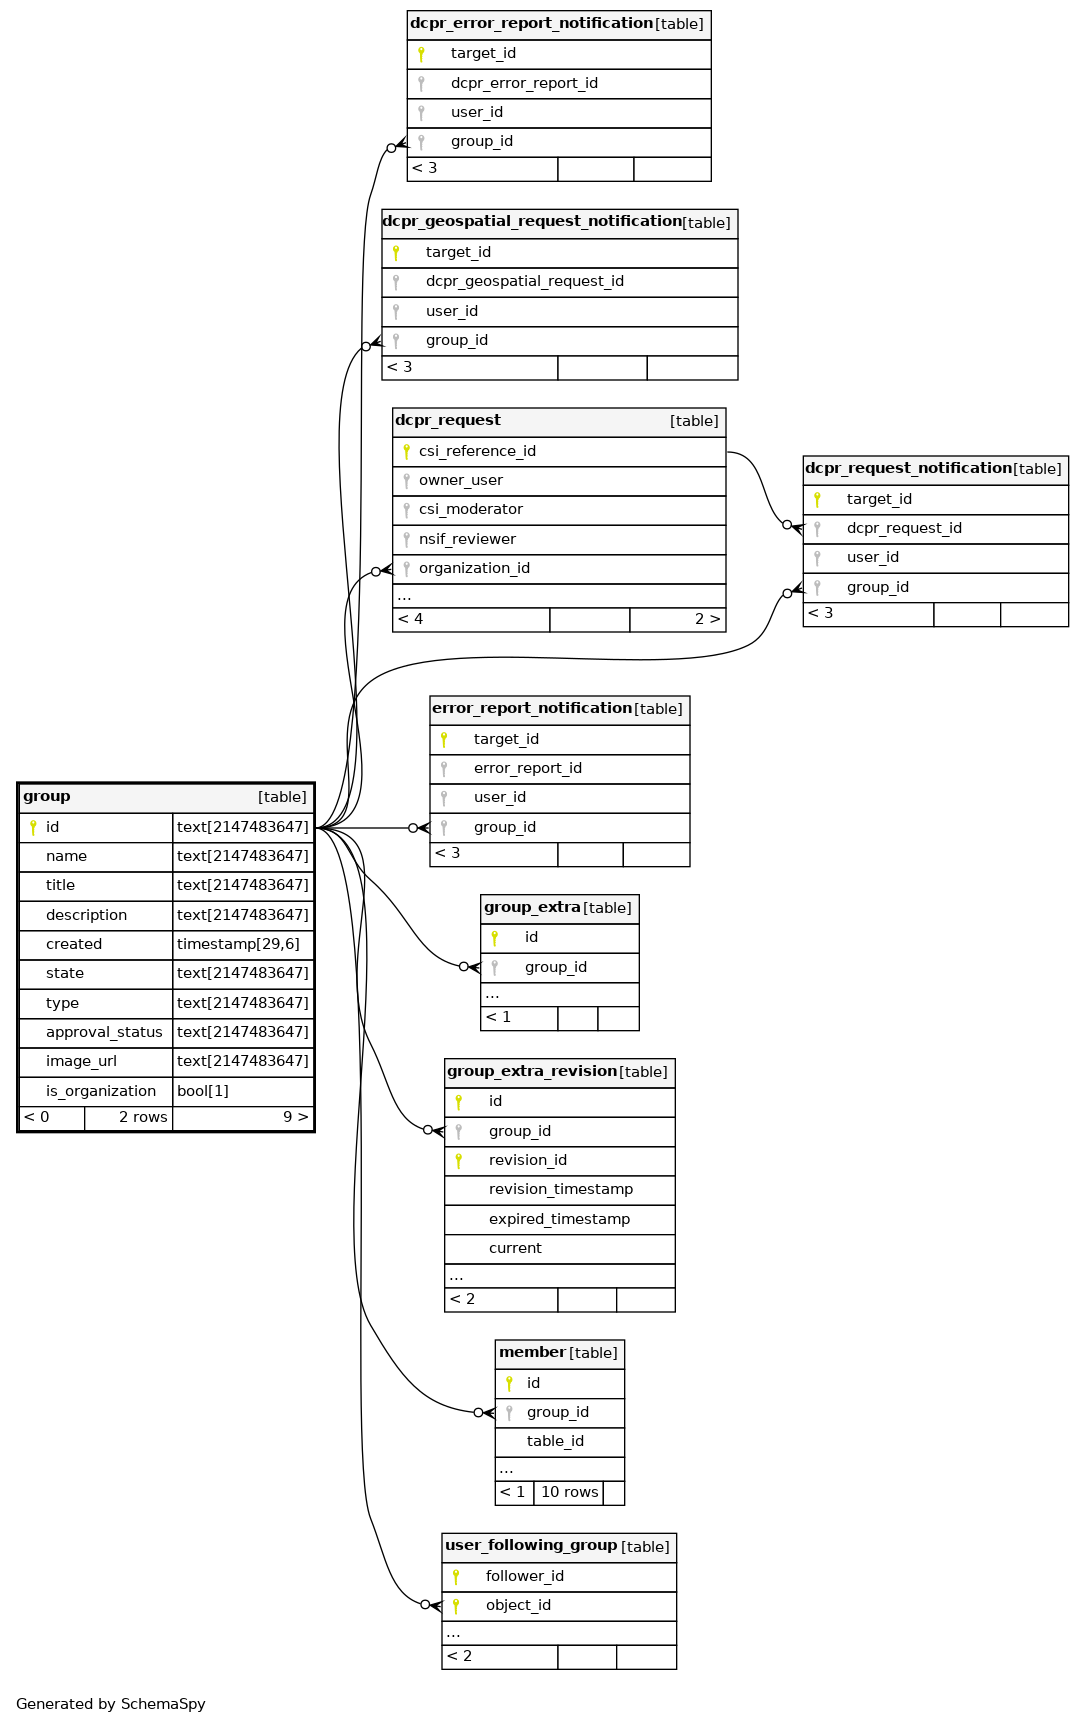 dcpr_error_report_notification [table]
target_id
dcpr_error_report_id
user_id
group_id
< 3
dcpr_geospatial_request_notification [table]
target_id
dcpr_geospatial_request_id
user_id
group_id
< 3
dcpr_request [table]
csi_reference_id
owner_user
csi_moderator
nsif_reviewer
organization_id
...
< 4 2 >
dcpr_request_notification [table]
target_id
dcpr_request_id
user_id
group_id
< 3
error_report_notification [table]
target_id
error_report_id
user_id
group_id
< 3
group [table]
id text[2147483647]
name text[2147483647]
title text[2147483647]
description text[2147483647]
created timestamp[29,6]
state text[2147483647]
type text[2147483647]
approval_status text[2147483647]
image_url text[2147483647]
is_organization bool[1]
< 0 2 rows 9 >
group_extra [table]
id
group_id
...
< 1
group_extra_revision [table]
id
group_id
revision_id
revision_timestamp
expired_timestamp
current
...
< 2
member [table]
id
group_id
table_id
...
< 1 10 rows
user_following_group [table]
follower_id
object_id
...
< 2
Generated by SchemaSpy